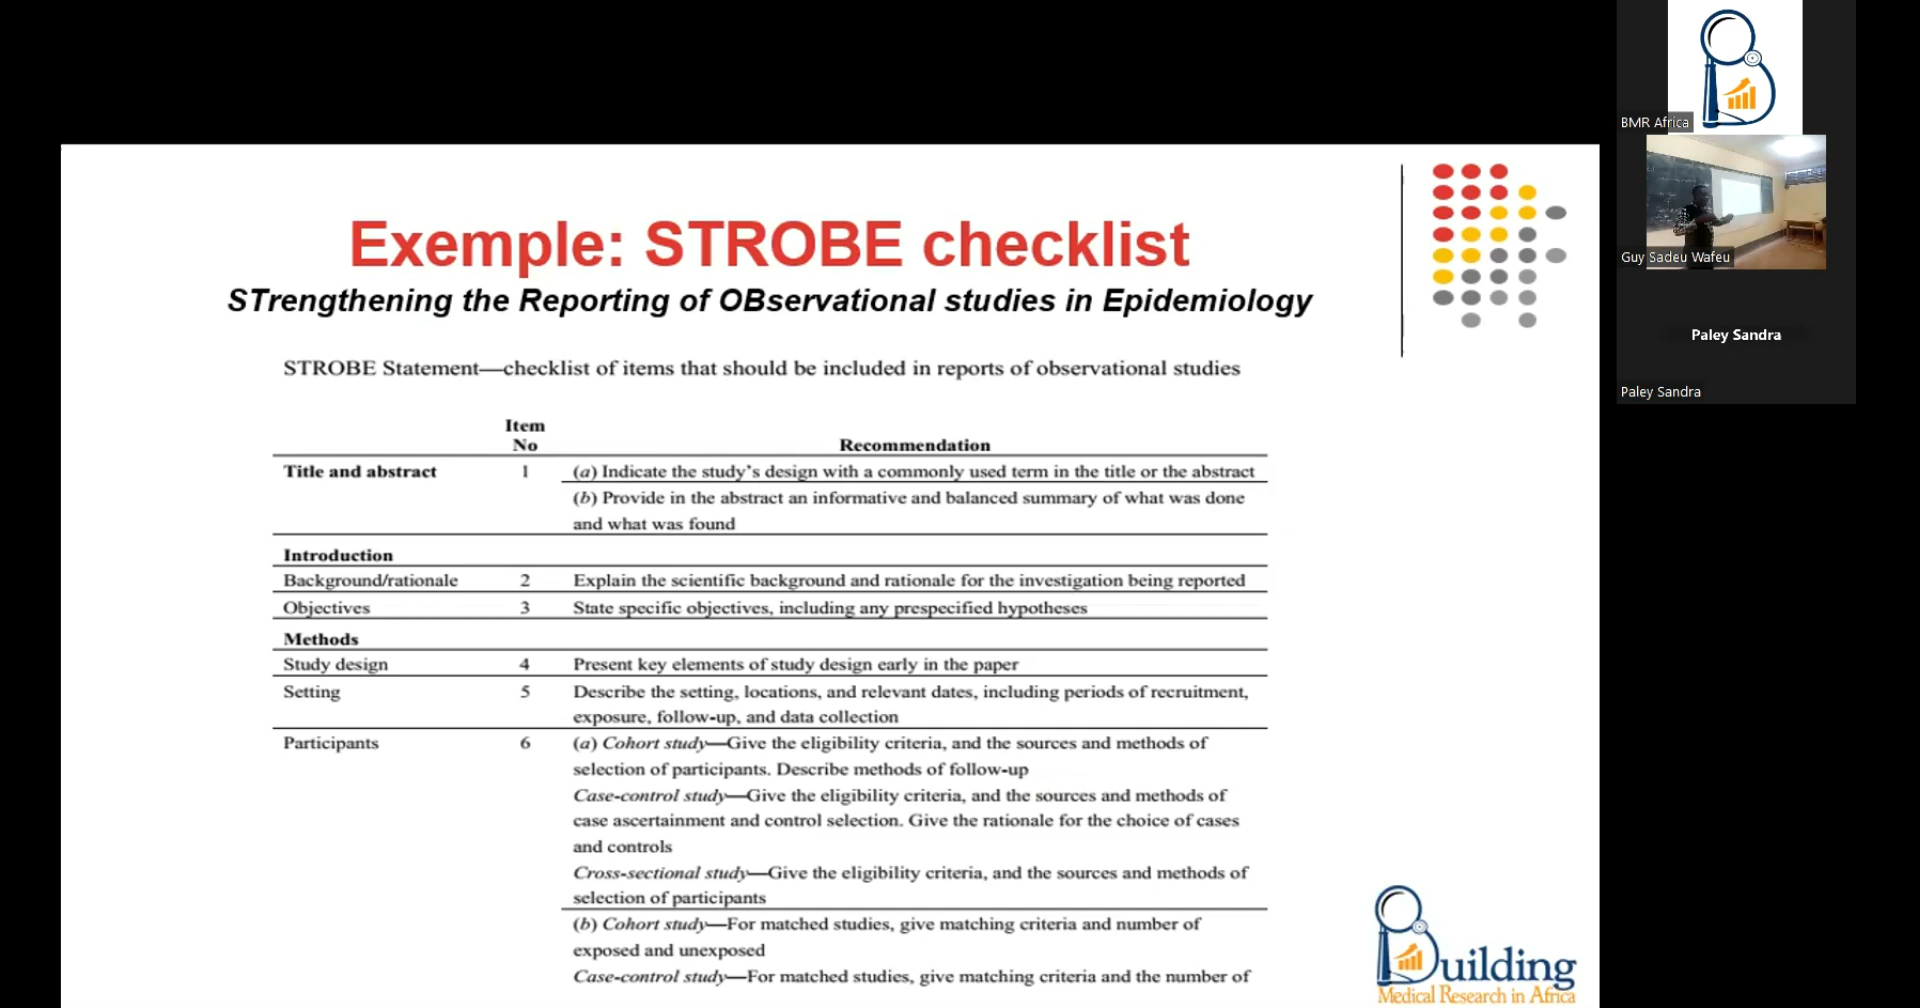 Exemple: STROBE checklist
STrengthening the Reporting of OBservational studies in Epidemiology
STROBE Statement—checklist of items that should be included in reports of observational studies
Item
No
Recommendation
Title and abstract 1 (a) Indicate the study's design with a commonly used term in the title or the abstract
(b) Provide in the abstract an informative and balanced summary of what was done
and what was found
Introduction
Background/rationale 2 Explain the scientific background and rationale for the investigation being reported
Objectives 3 State specific objectives, including any prespecified hypotheses
Methods
Study design 4 Present key elements of study design early in the paper
Setting 5 Describe the setting, locations, and relevant dates, including periods of recruitment,
exposure, follow-up, and data collection
Participants 6 (a) Cohort study—Give the eligibility criteria, and the sources and methods of
selection of participants. Describe methods of follow-up
Case-control study—Give the eligibility criteria, and the sources and methods of
case ascertainment and control selection. Give the rationale for the choice of cases
and controls
Cross-sectional study—Give the eligibility criteria, and the sources and methods of
selection of participants
(b) Cohort study—For matched studies, give matching criteria and number of
exposed and unexposed
Case-control study—For matched studies, give matching criteria and the number of
Building
Medical Research in Africa
BMR Africa
Guy Sadeu Wafeu
Paley Sandra
Paley Sandra